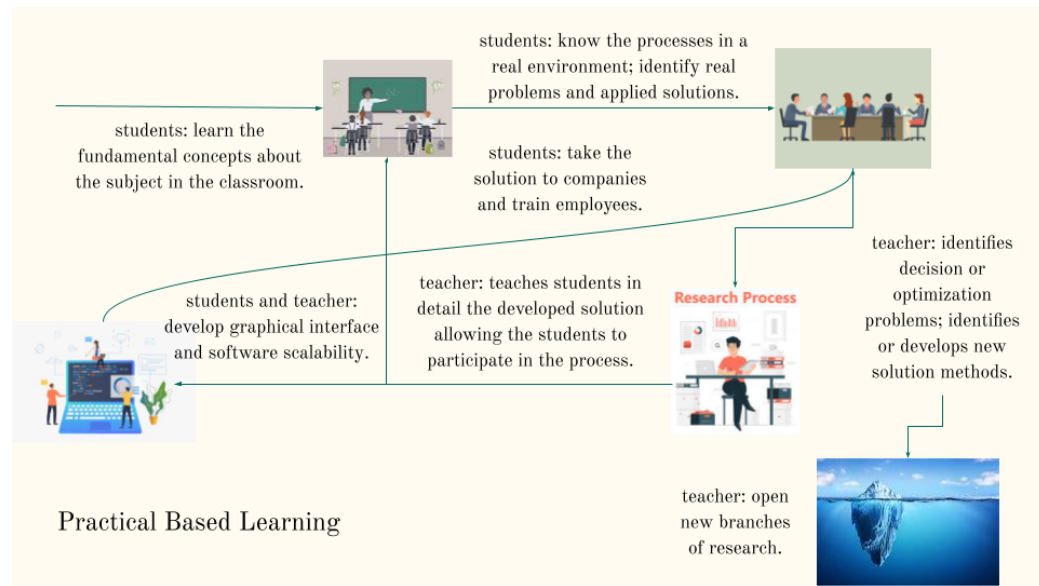 students: know the processes in a
real environment; identify real
problems and applied solutions.
students: learn the
fundamental concepts about
the subject in the classroom.
students: take the
solution to companies
and train employees.
teacher: identifies
decision or
optimization
problems; identifies
or develops new
solution methods.
students and teacher:
develop graphical interface
and software scalability.
teacher: teaches students in
detail the developed solution
allowing the students to
participate in the process.
Research Process
teacher: open
new branches
of research.
Practical Based Learning